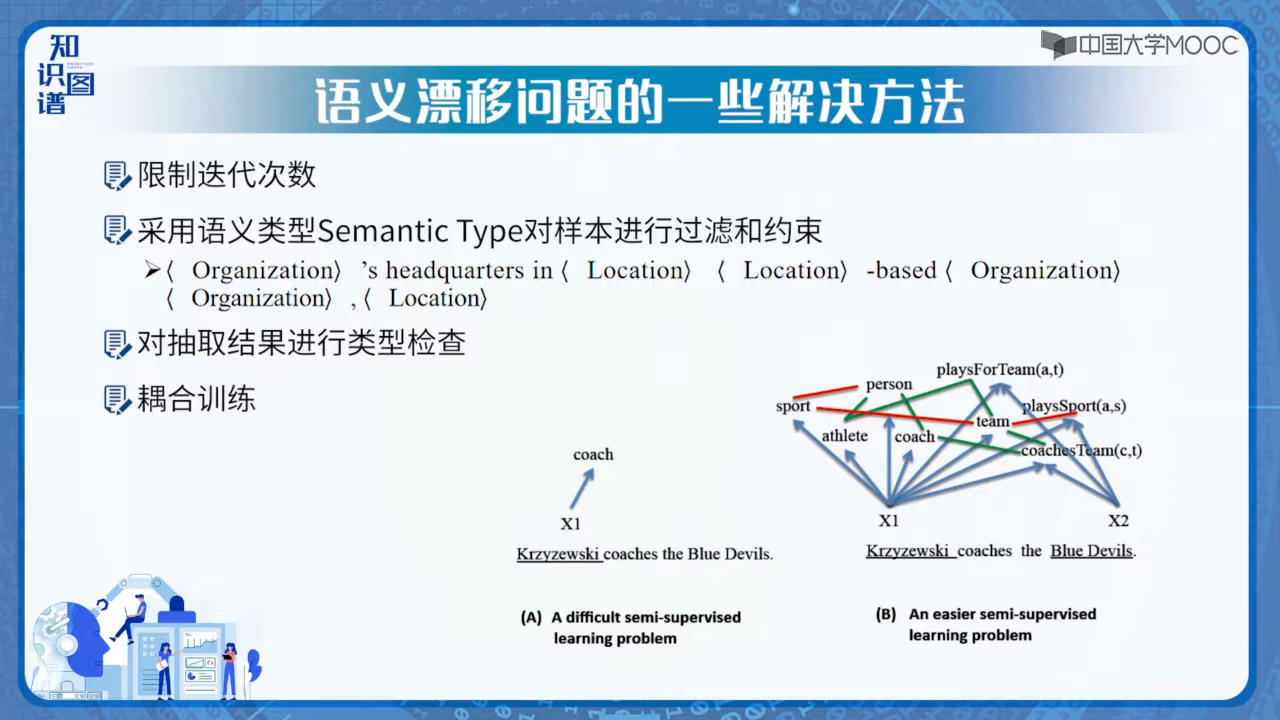 知识图谱
中国大学MOOC
语义漂移问题的一些解决方法
限制迭代次数
采用语义类型Semantic Type对样本进行过滤和约束
〈 Organization〉 ’s headquarters in〈 Location〉 〈 Location〉 -based〈 Organization〉
〈 Organization〉 ,〈 Location〉
对抽取结果进行类型检查
耦合训练
coach
X1
Krzyzewski coaches the Blue Devils.
(A) A difficult semi-supervised
learning problem
playsForTeam(a,t)
person
sport
playsSport(a,s)
team
athlete
coach
coachesTeam(c,t)
X1
X2
Krzyzewski coaches the Blue Devils.
(B) An easier semi-supervised
learning problem